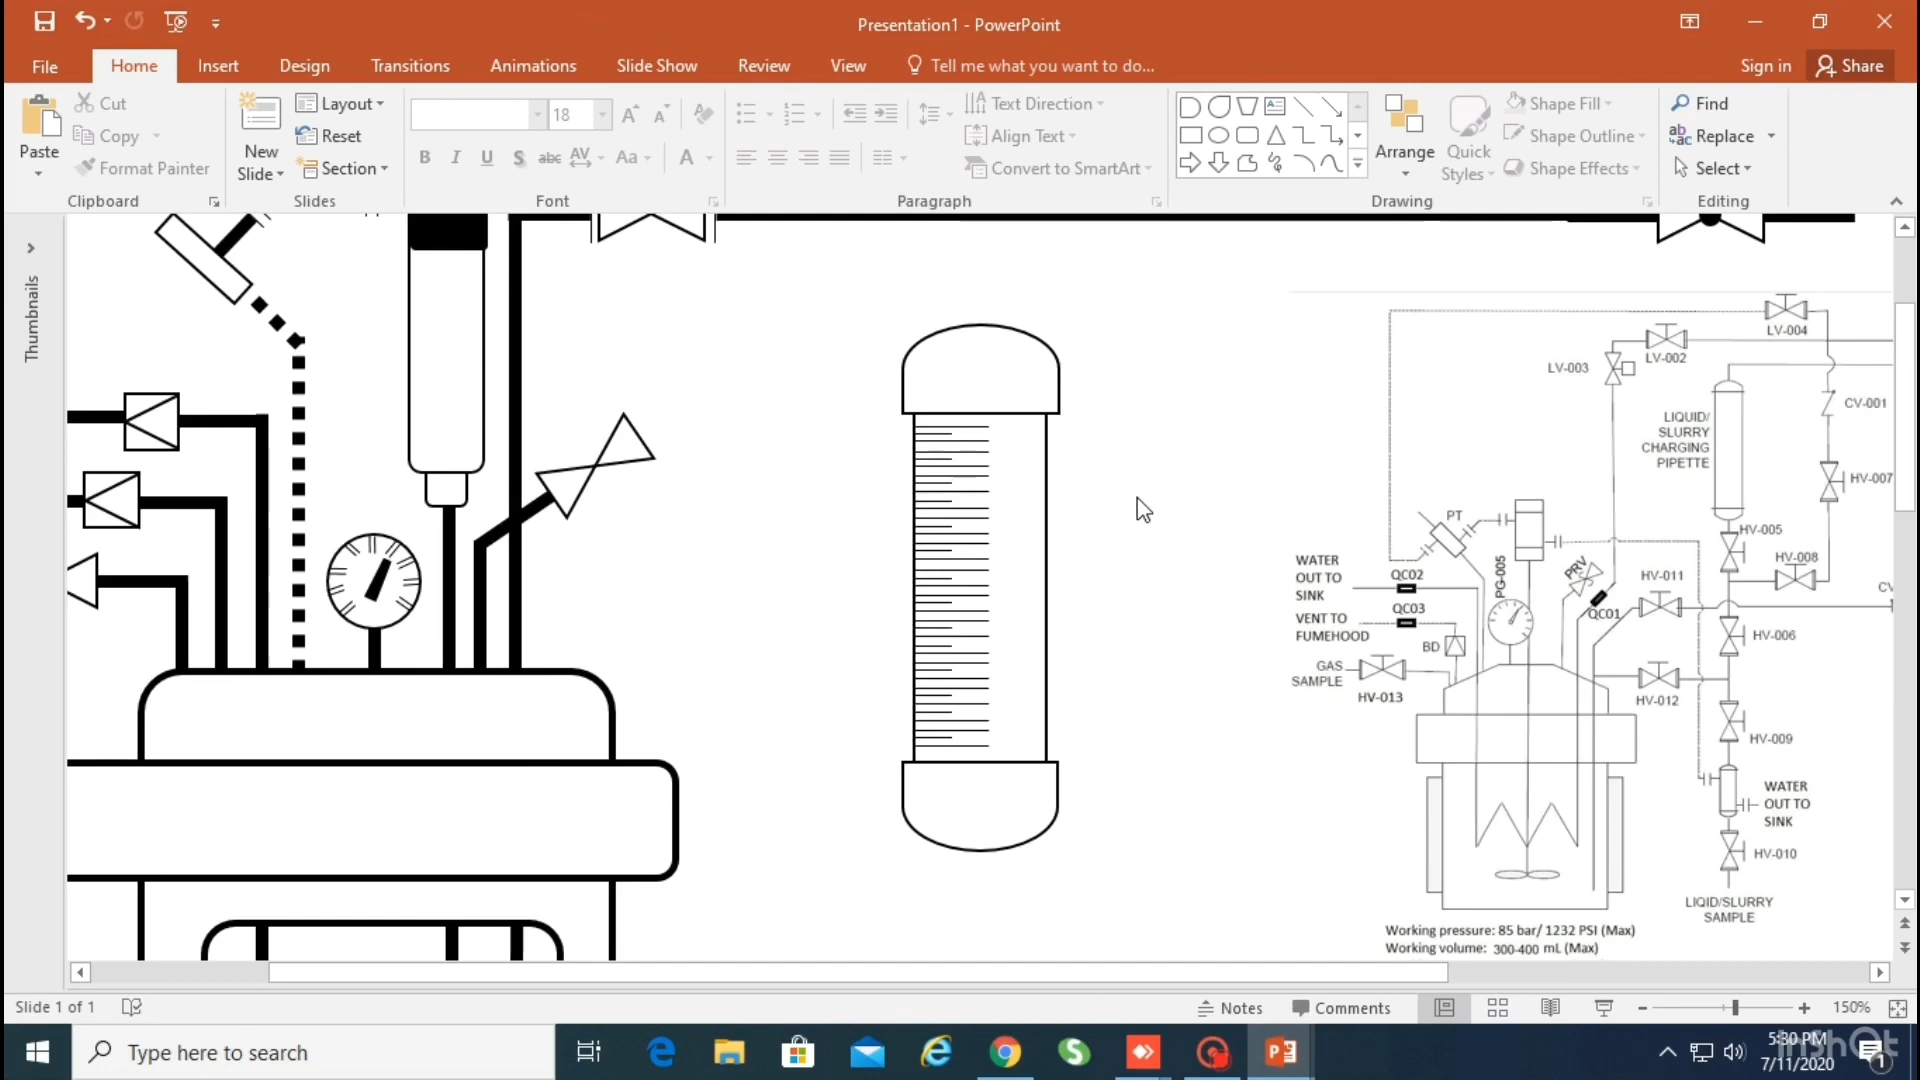 Presentation1 - PowerPoint
File Home Insert Design Transitions Animations Slide Show Review View Tell me what you want to do... Sign in Share
Paste
Cut
Copy
Format Painter
Clipboard
New
Slide
Layout
Reset
Section
Slides
18
B I U S abc AV Aa A
Font
Text Direction
Align Text
Convert to SmartArt
Paragraph
Arrange
Quick
Styles
Shape Fill
Shape Outline
Shape Effects
Drawing
Find
Replace
Select
Editing
Thumbnails
LV-004
LV-002
LV-003
CV-001
LIQUID/
SLURRY
CHARGING
PIPETTE
HV-007
PT
HV-005
HV-008
WATER
OUT TO
SINK
QC02
PG-005
PRV
HV-011
CV
QC03
QC01
VENT TO
FUMEHOOD
HV-006
BD
GAS
SAMPLE
HV-013
HV-012
HV-009
WATER
OUT TO
SINK
HV-010
LIQID/SLURRY
SAMPLE
Working pressure: 85 bar/ 1232 PSI (Max)
Working volume: 300-400 mL (Max)
Slide 1 of 1
Notes Comments 150%
Type here to search
5:30 PM
7/11/2020
InShOt
1